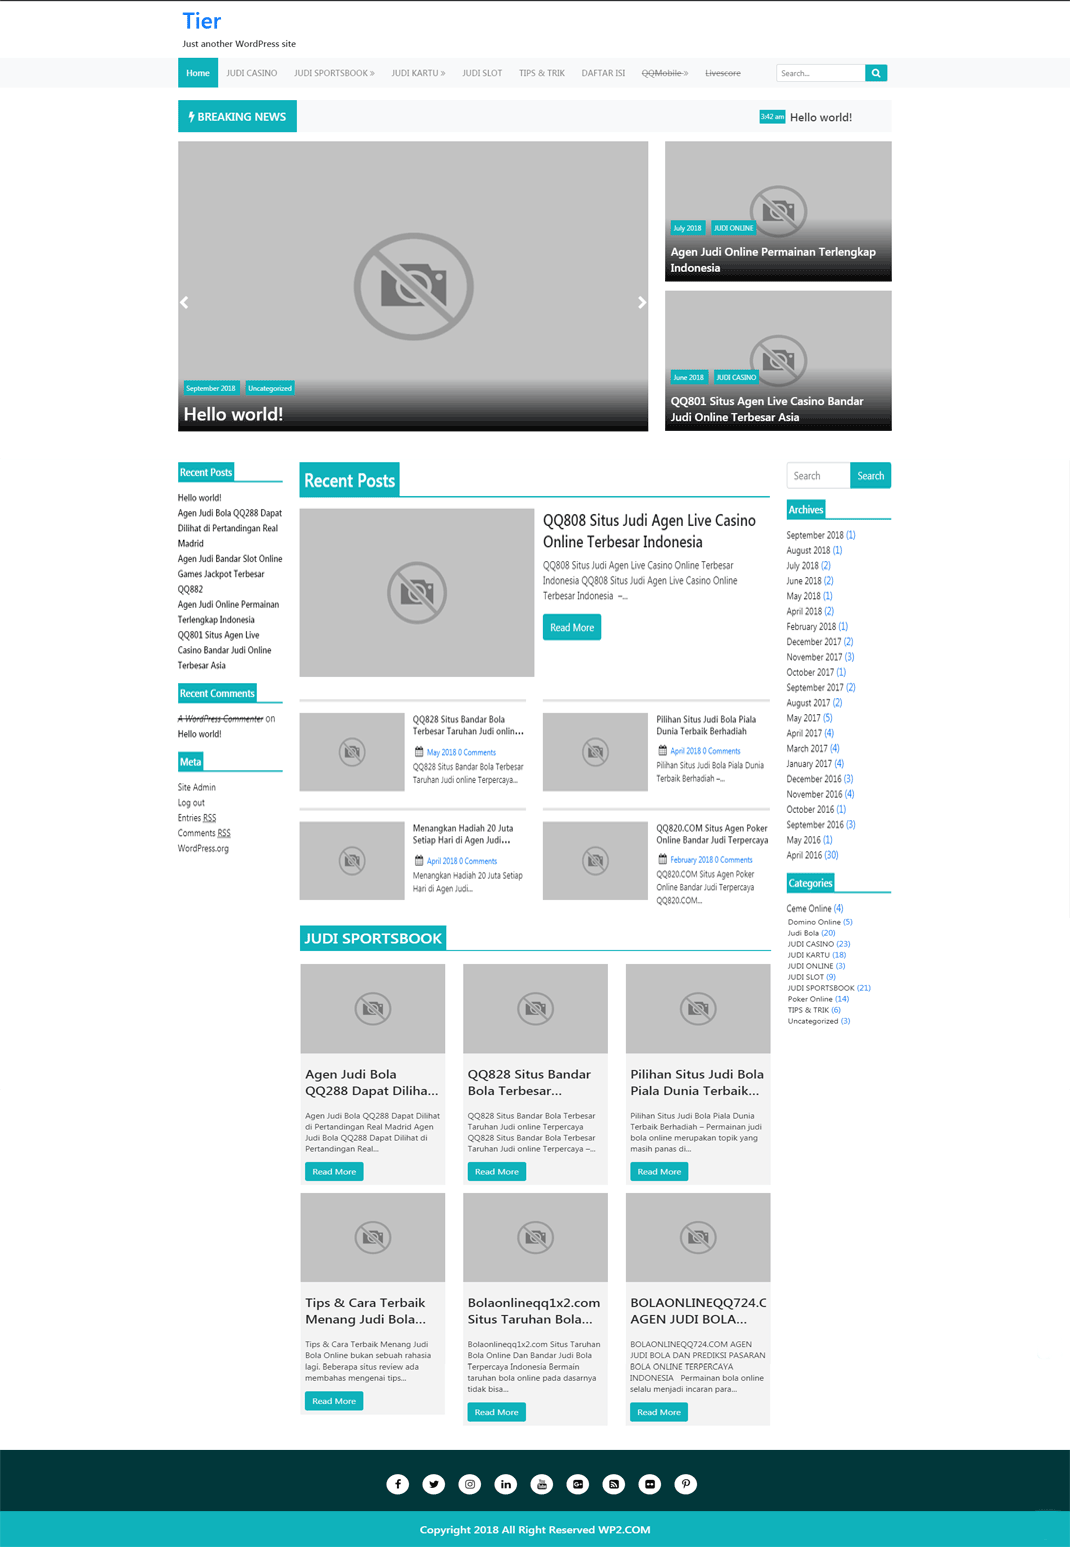 Tier
Just another WordPress site
Home JUDI CASINO JUDI SPORTSBOOK » JUDI KARTU » JUDI SLOT TIPS & TRIK DAFTAR ISI QQMobile » Livescore Search...
BREAKING NEWS 3:42 am Hello world!
September 2018 Uncategorized
Hello world!
July 2018 JUDI ONLINE
Agen Judi Online Permainan Terlengkap
Indonesia
June 2018 JUDI CASINO
QQ801 Situs Agen Live Casino Bandar
Judi Online Terbesar Asia
Recent Posts
Hello world!
Agen Judi Bola QQ288 Dapat
Dilihat di Pertandingan Real
Madrid
Agen Judi Bandar Slot Online
Games Jackpot Terbesar
QQ882
Agen Judi Online Permainan
Terlengkap Indonesia
QQ801 Situs Agen Live
Casino Bandar Judi Online
Terbesar Asia
Recent Comments
A WordPress Commenter on
Hello world!
Meta
Site Admin
Log out
Entries RSS
Comments RSS
WordPress.org
Recent Posts
QQ808 Situs Judi Agen Live Casino
Online Terbesar Indonesia
QQ808 Situs Judi Agen Live Casino Online Terbesar
Indonesia QQ808 Situs Judi Agen Live Casino Online
Terbesar Indonesia –...
Read More
QQ828 Situs Bandar Bola
Terbesar Taruhan Judi onlin...
May 2018 0 Comments
QQ828 Situs Bandar Bola Terbesar
Taruhan Judi online Terpercaya...
Pilihan Situs Judi Bola Piala
Dunia Terbaik Berhadiah
April 2018 0 Comments
Pilihan Situs Judi Bola Piala Dunia
Terbaik Berhadiah –...
Menangkan Hadiah 20 Juta
Setiap Hari di Agen Judi...
April 2018 0 Comments
Menangkan Hadiah 20 Juta Setiap
Hari di Agen Judi...
QQ820.COM Situs Agen Poker
Online Bandar Judi Terpercaya
February 2018 0 Comments
QQ820.COM Situs Agen Poker
Online Bandar Judi Terpercaya
QQ820.COM...
JUDI SPORTSBOOK
Agen Judi Bola
QQ288 Dapat Diliha...
Agen Judi Bola QQ288 Dapat Dilihat
di Pertandingan Real Madrid Agen
Judi Bola QQ288 Dapat Dilihat di
Pertandingan Real...
Read More
QQ828 Situs Bandar
Bola Terbesar...
QQ828 Situs Bandar Bola Terbesar
Taruhan Judi online Terpercaya
QQ828 Situs Bandar Bola Terbesar
Taruhan Judi online Terpercaya –...
Read More
Pilihan Situs Judi Bola
Piala Dunia Terbaik...
Pilihan Situs Judi Bola Piala Dunia
Terbaik Berhadiah – Permainan judi
bola online merupakan topik yang
masih panas di...
Read More
Tips & Cara Terbaik
Menang Judi Bola...
Tips & Cara Terbaik Menang Judi
Bola Online bukan sebuah rahasia
lagi. Beberapa situs review ada
membahas mengenai tips...
Read More
Bolaonlineqq1x2.com
Situs Taruhan Bola...
Bolaonlineqq1x2.com Situs Taruhan
Bola Online Dan Bandar Judi Bola
Terpercaya Indonesia Bermain
taruhan bola online pada dasarnya
tidak bisa...
Read More
BOLAONLINEQQ724.C
AGEN JUDI BOLA...
BOLAONLINEQQ724.COM AGEN
JUDI BOLA DAN PREDIKSI PASARAN
BOLA ONLINE TERPERCAYA
INDONESIA Permainan bola online
selalu menjadi incaran para...
Read More
Search Search
Archives
September 2018 (1)
August 2018 (1)
July 2018 (2)
June 2018 (2)
May 2018 (1)
April 2018 (2)
February 2018 (1)
December 2017 (2)
November 2017 (3)
October 2017 (1)
September 2017 (2)
August 2017 (2)
May 2017 (5)
April 2017 (4)
March 2017 (4)
January 2017 (4)
December 2016 (3)
November 2016 (4)
October 2016 (1)
September 2016 (3)
May 2016 (1)
April 2016 (30)
Categories
Ceme Online (4)
Domino Online (5)
Judi Bola (20)
JUDI CASINO (23)
JUDI KARTU (18)
JUDI ONLINE (3)
JUDI SLOT (9)
JUDI SPORTSBOOK (21)
Poker Online (14)
TIPS & TRIK (6)
Uncategorized (3)
Copyright 2018 All Right Reserved WP2.COM